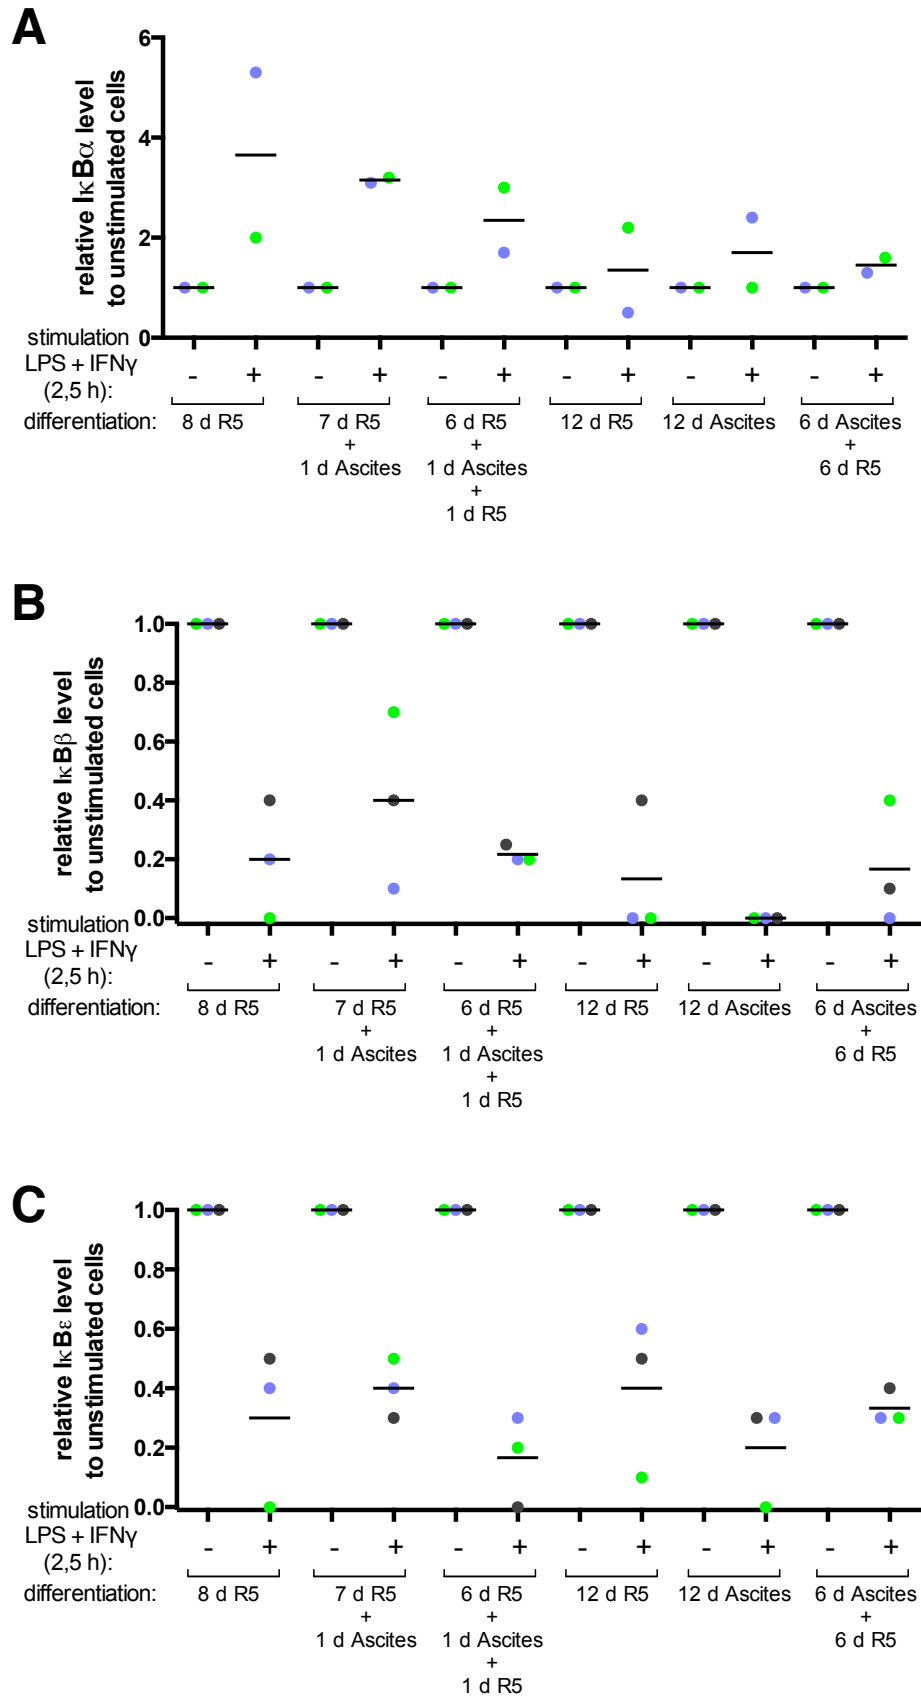 A
relative IκBα level
to unstimulated cells
6
4
2
0
stimulation
LPS + IFNγ
(2,5 h):
- + - + - + - + - + - +
differentiation:
8 d R5
7 d R5
+
1 d Ascites
6 d R5
+
1 d Ascites
+
1 d R5
12 d R5
12 d Ascites
6 d Ascites
+
6 d R5
B
relative IκBβ level
to unstimulated cells
1.0
0.8
0.6
0.4
0.2
0.0
stimulation
LPS + IFNγ
(2,5 h):
- + - + - + - + - + - +
differentiation:
8 d R5
7 d R5
+
1 d Ascites
6 d R5
+
1 d Ascites
+
1 d R5
12 d R5
12 d Ascites
6 d Ascites
+
6 d R5
C
relative IκBε level
to unstimulated cells
1.0
0.8
0.6
0.4
0.2
0.0
stimulation
LPS + IFNγ
(2,5 h):
- + - + - + - + - + - +
differentiation:
8 d R5
7 d R5
+
1 d Ascites
6 d R5
+
1 d Ascites
+
1 d R5
12 d R5
12 d Ascites
6 d Ascites
+
6 d R5